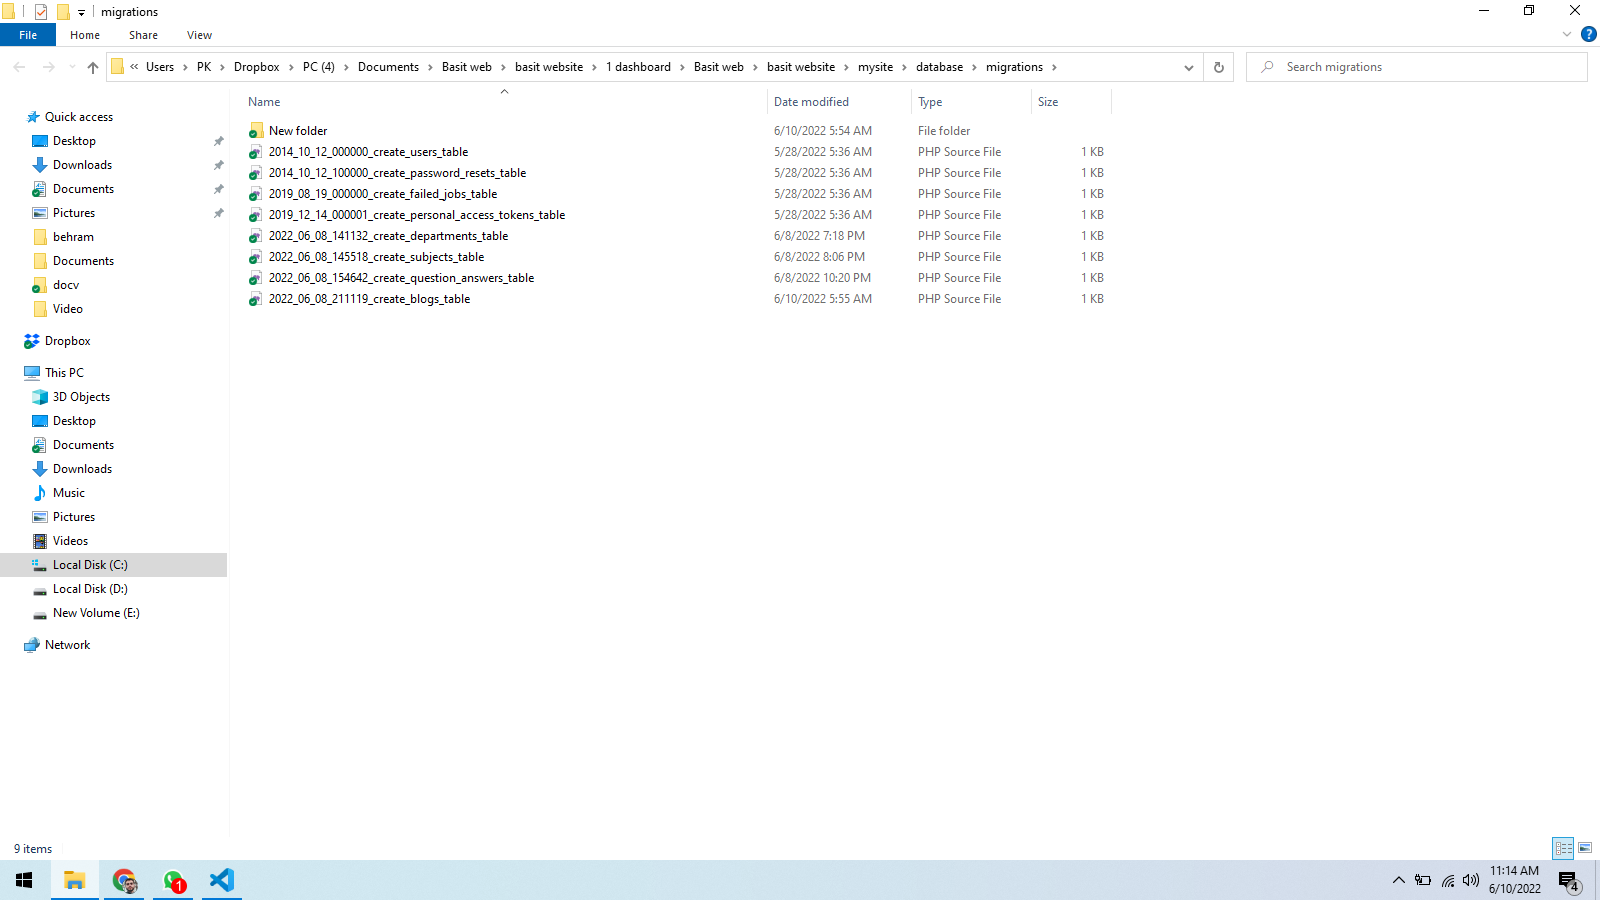 migrations
File Home Share View
?
« Users › PK › Dropbox › PC (4) › Documents › Basit web › basit website › 1 dashboard › Basit web › basit website › mysite › database › migrations ›
Search migrations
Name Date modified Type Size
New folder 6/10/2022 5:54 AM File folder
2014_10_12_000000_create_users_table 5/28/2022 5:36 AM PHP Source File 1 KB
2014_10_12_100000_create_password_resets_table 5/28/2022 5:36 AM PHP Source File 1 KB
2019_08_19_000000_create_failed_jobs_table 5/28/2022 5:36 AM PHP Source File 1 KB
2019_12_14_000001_create_personal_access_tokens_table 5/28/2022 5:36 AM PHP Source File 1 KB
2022_06_08_141132_create_departments_table 6/8/2022 7:18 PM PHP Source File 1 KB
2022_06_08_145518_create_subjects_table 6/8/2022 8:06 PM PHP Source File 1 KB
2022_06_08_154642_create_question_answers_table 6/8/2022 10:20 PM PHP Source File 1 KB
2022_06_08_211119_create_blogs_table 6/10/2022 5:55 AM PHP Source File 1 KB
Quick access
Desktop
Downloads
Documents
Pictures
behram
Documents
docv
Video
Dropbox
This PC
3D Objects
Desktop
Documents
Downloads
Music
Pictures
Videos
Local Disk (C:)
Local Disk (D:)
New Volume (E:)
Network
9 items
1
11:14 AM
6/10/2022
4